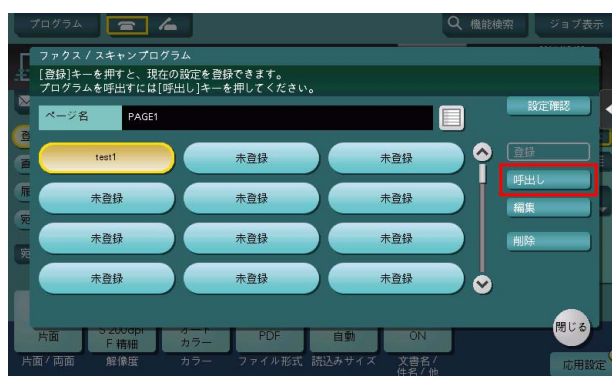 プログラム
機能検索
ジョブ表示
ファクス / スキャンプログラム
[登録]キーを押すと、現在の設定を登録できます。
プログラムを呼出すには[呼出し]キーを押してください。
設定確認
ページ名 PAGE1
test1 未登録 未登録
登録
呼出し
未登録 未登録 未登録
編集
未登録 未登録 未登録
削除
未登録 未登録 未登録
閉じる
片面 F 精細 カラー PDF 自動 ON
片面 / 両面 解像度 カラー ファイル形式 読込みサイズ 文書名 /
件名 / 他
応用設定